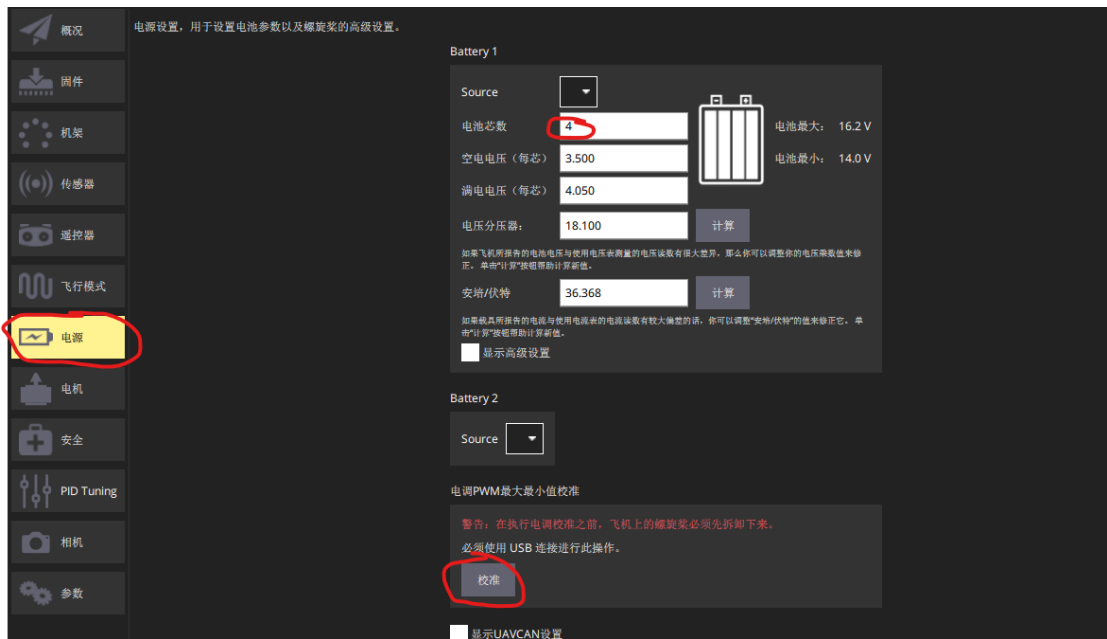 概况
电源设置，用于设置电池参数以及螺旋桨的高级设置。
Battery 1
固件
Source
电池芯数
4
电池最大： 16.2 V
机架
空电电压（每芯）
3.500
电池最小： 14.0 V
传感器
满电电压（每芯）
4.050
遥控器
电压分压器：
18.100
计算
如果飞机所报告的电池电压与使用电压表测量的电压读数有很大差异，那么你可以调整你的电压乘数值来修
正。 单击“计算”按钮帮助计算新值。
飞行模式
安培/伏特
36.368
计算
如果载具所报告的电流与使用电流表的电流读数有较大偏差的话，你可以调整“安培/伏特”的值来修正它。 单
击“计算”按钮帮助计算新值。
电源
显示高级设置
电机
Battery 2
安全
Source
PID Tuning
电调PWM最大最小值校准
警告：在执行电调校准之前，飞机上的螺旋桨必须先拆卸下来。
相机
必须使用 USB 连接进行此操作。
校准
参数
显示UAVCAN设置